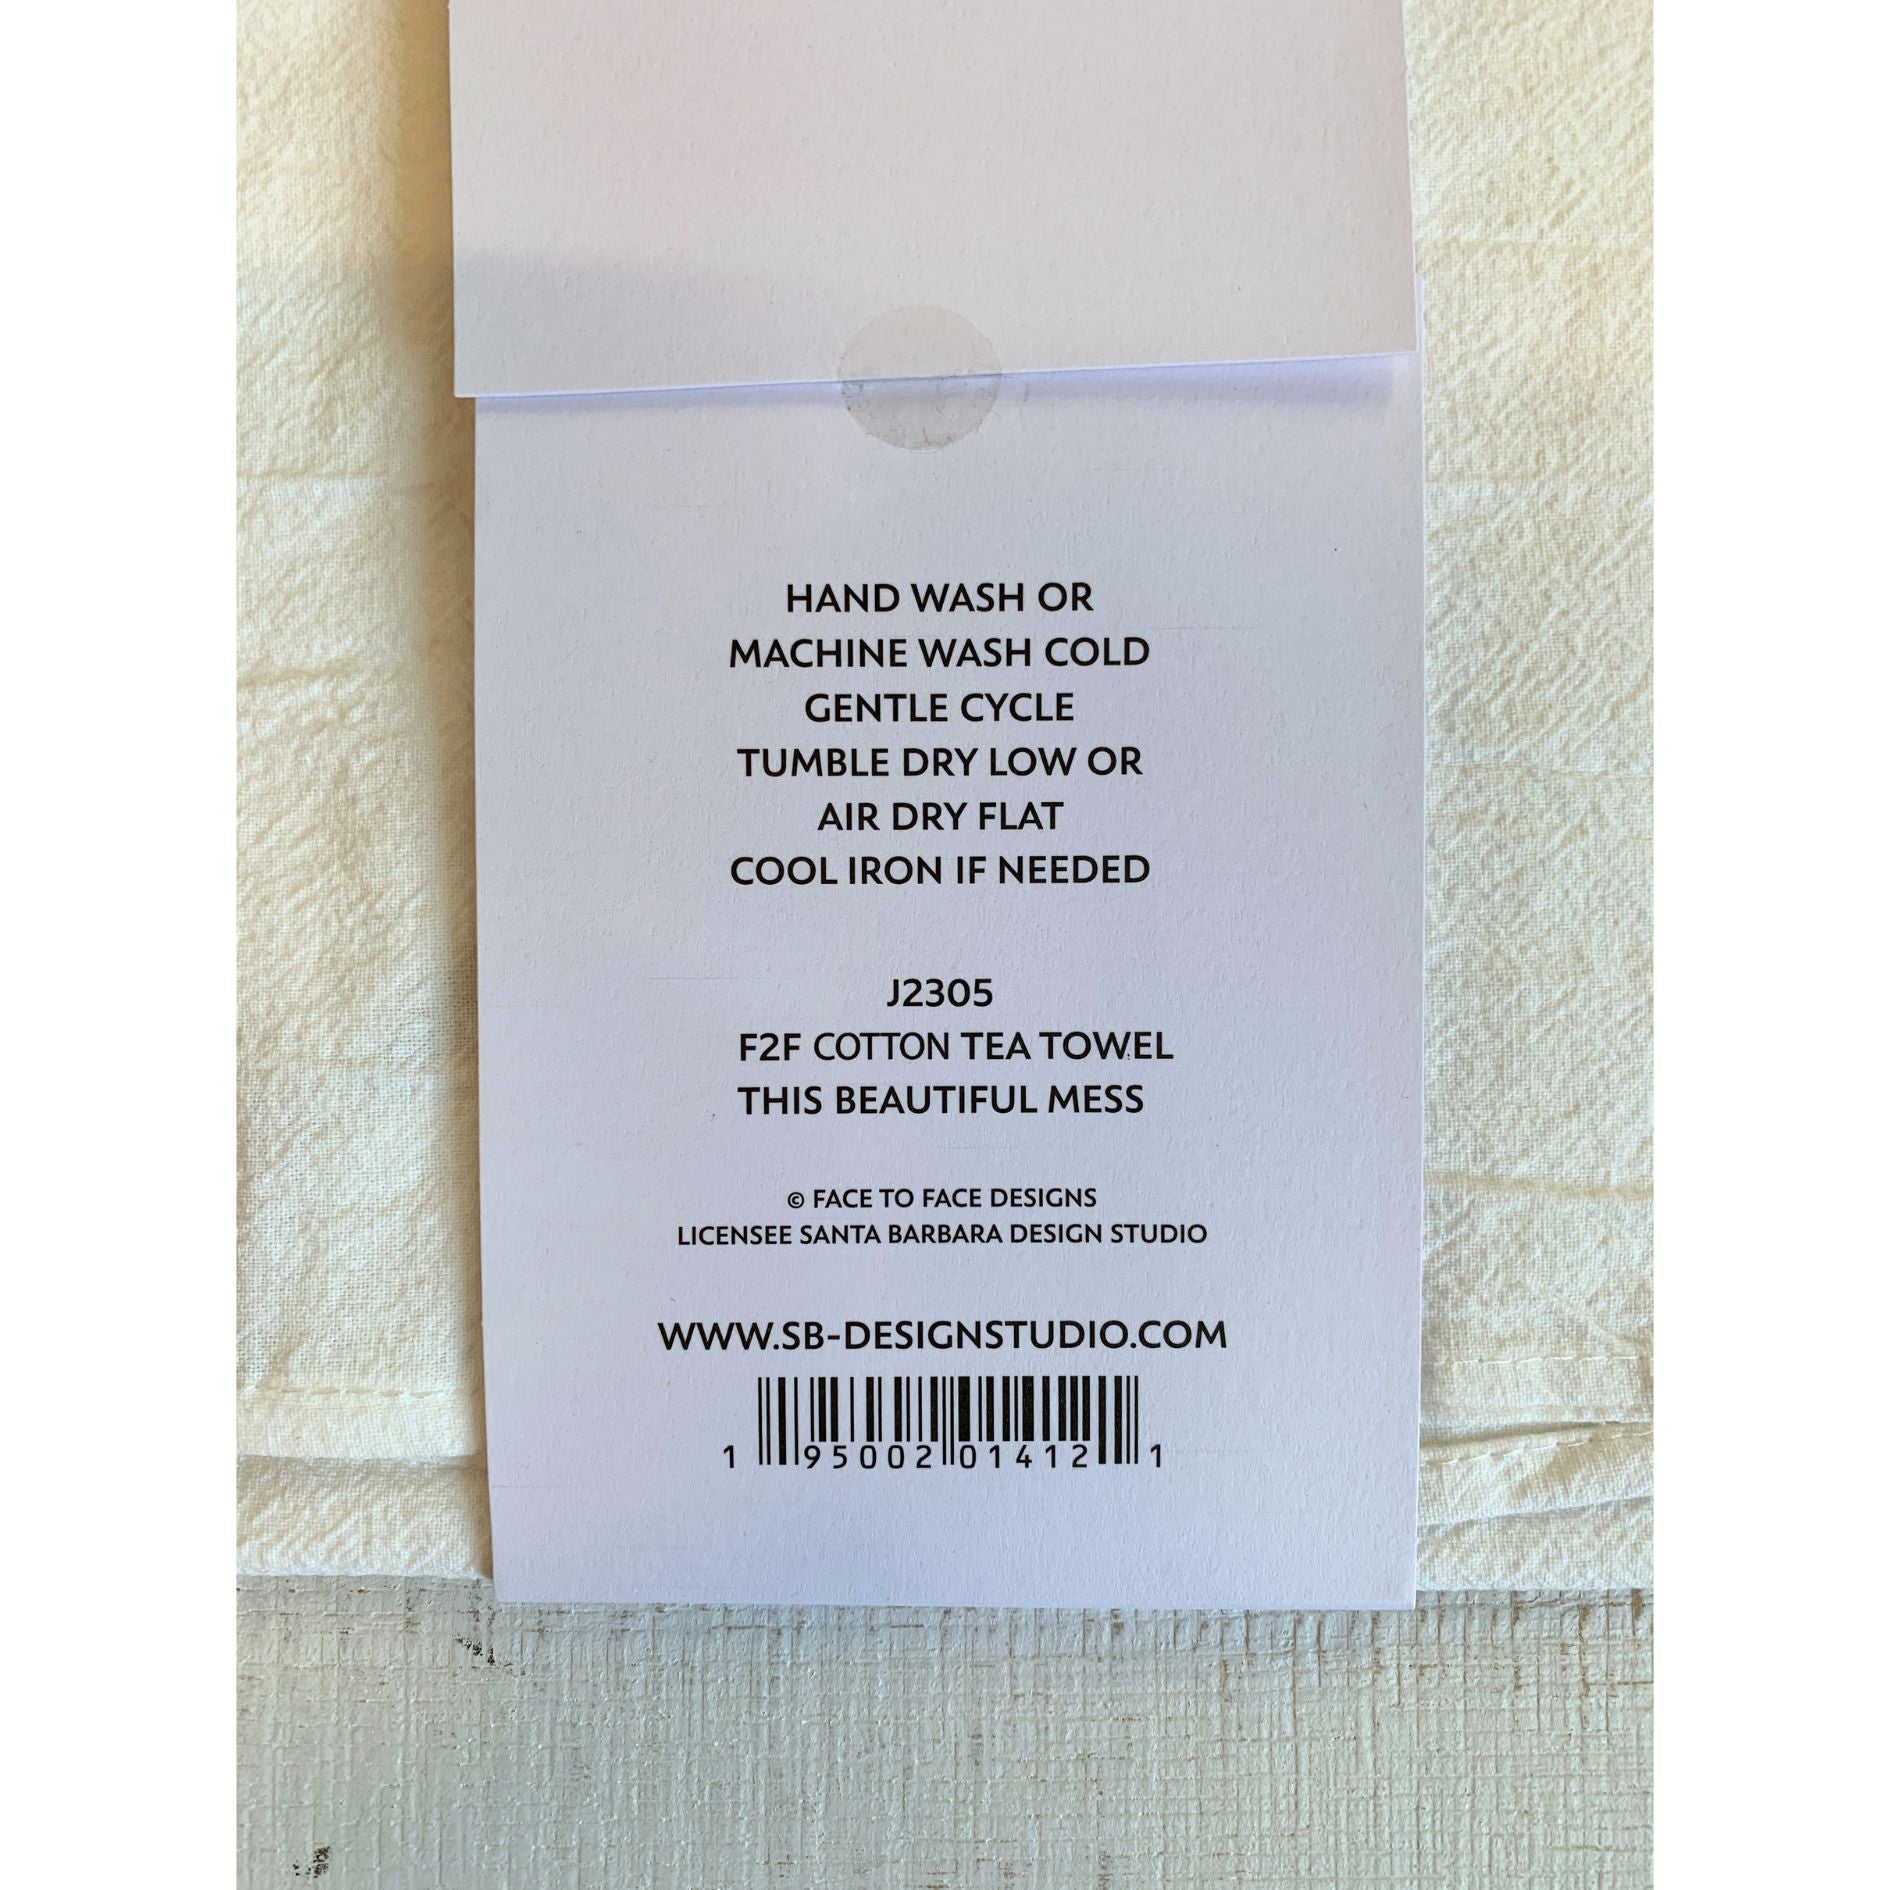 HAND WASH OR
MACHINE WASH COLD
GENTLE CYCLE
TUMBLE DRY LOW OR
AIR DRY FLAT
COOL IRON IF NEEDED
J2305
F2F COTTON TEA TOWEL
THIS BEAUTIFUL MESS
© FACE TO FACE DESIGNS
LICENSEE SANTA BARBARA DESIGN STUDIO
WWW.SB-DESIGNSTUDIO.COM
1 95002 01412 1